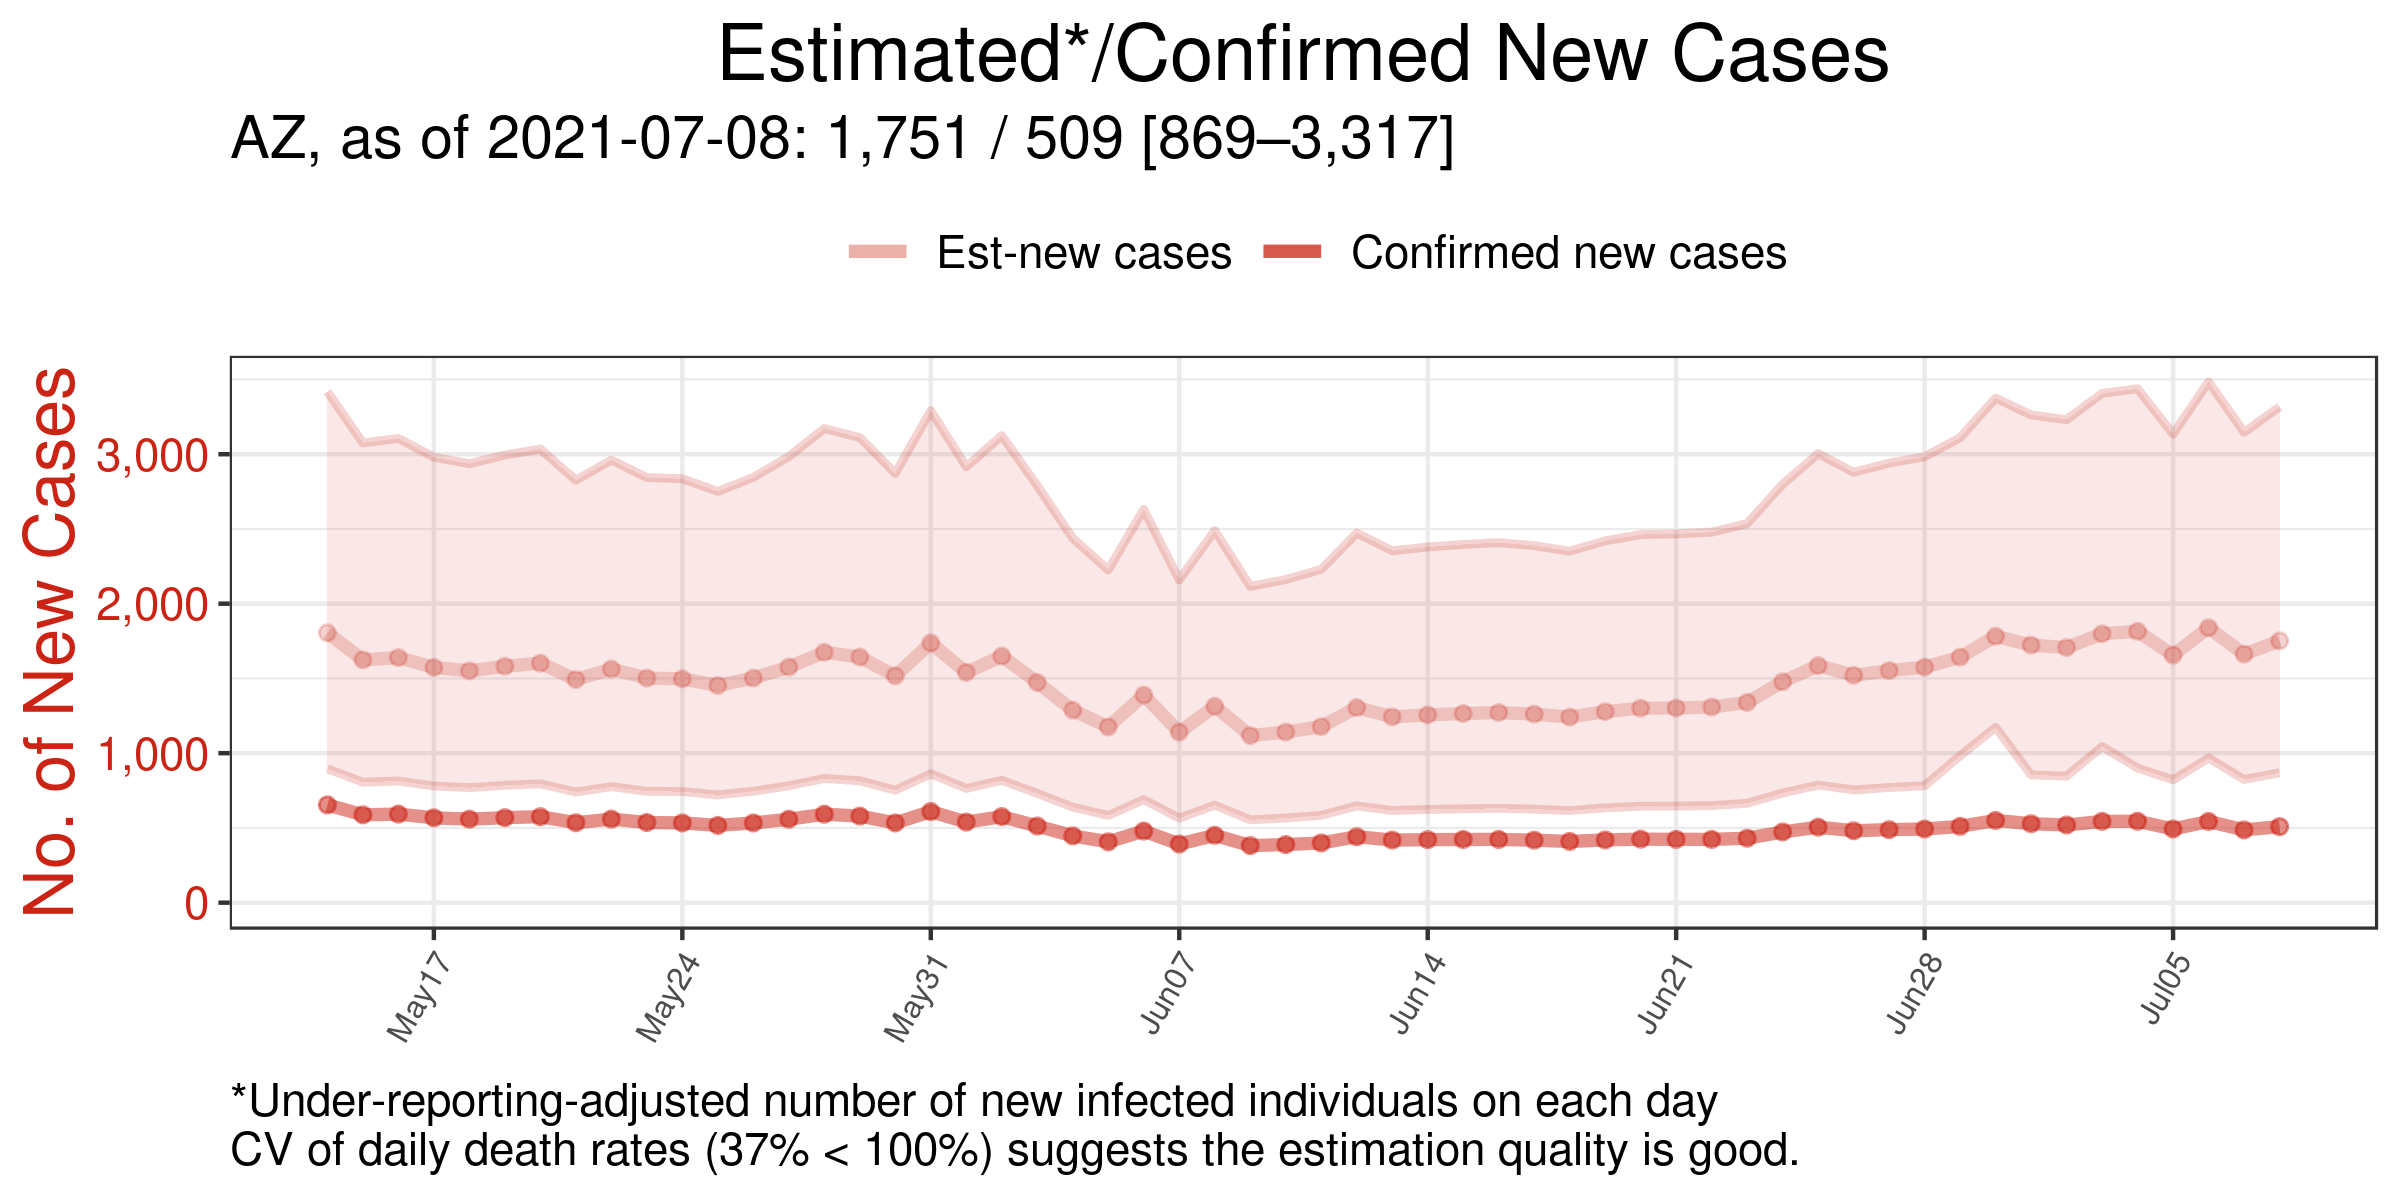 Estimated*/Confirmed New Cases
AZ, as of 2021-07-08: 1,751 / 509 [869–3,317]
Est-new cases
Confirmed new cases
No. of New Cases
3,000
2,000
1,000
0
May17
May24
May31
Jun07
Jun14
Jun21
Jun28
Jul05
*Under-reporting-adjusted number of new infected individuals on each day
CV of daily death rates (37% < 100%) suggests the estimation quality is good.